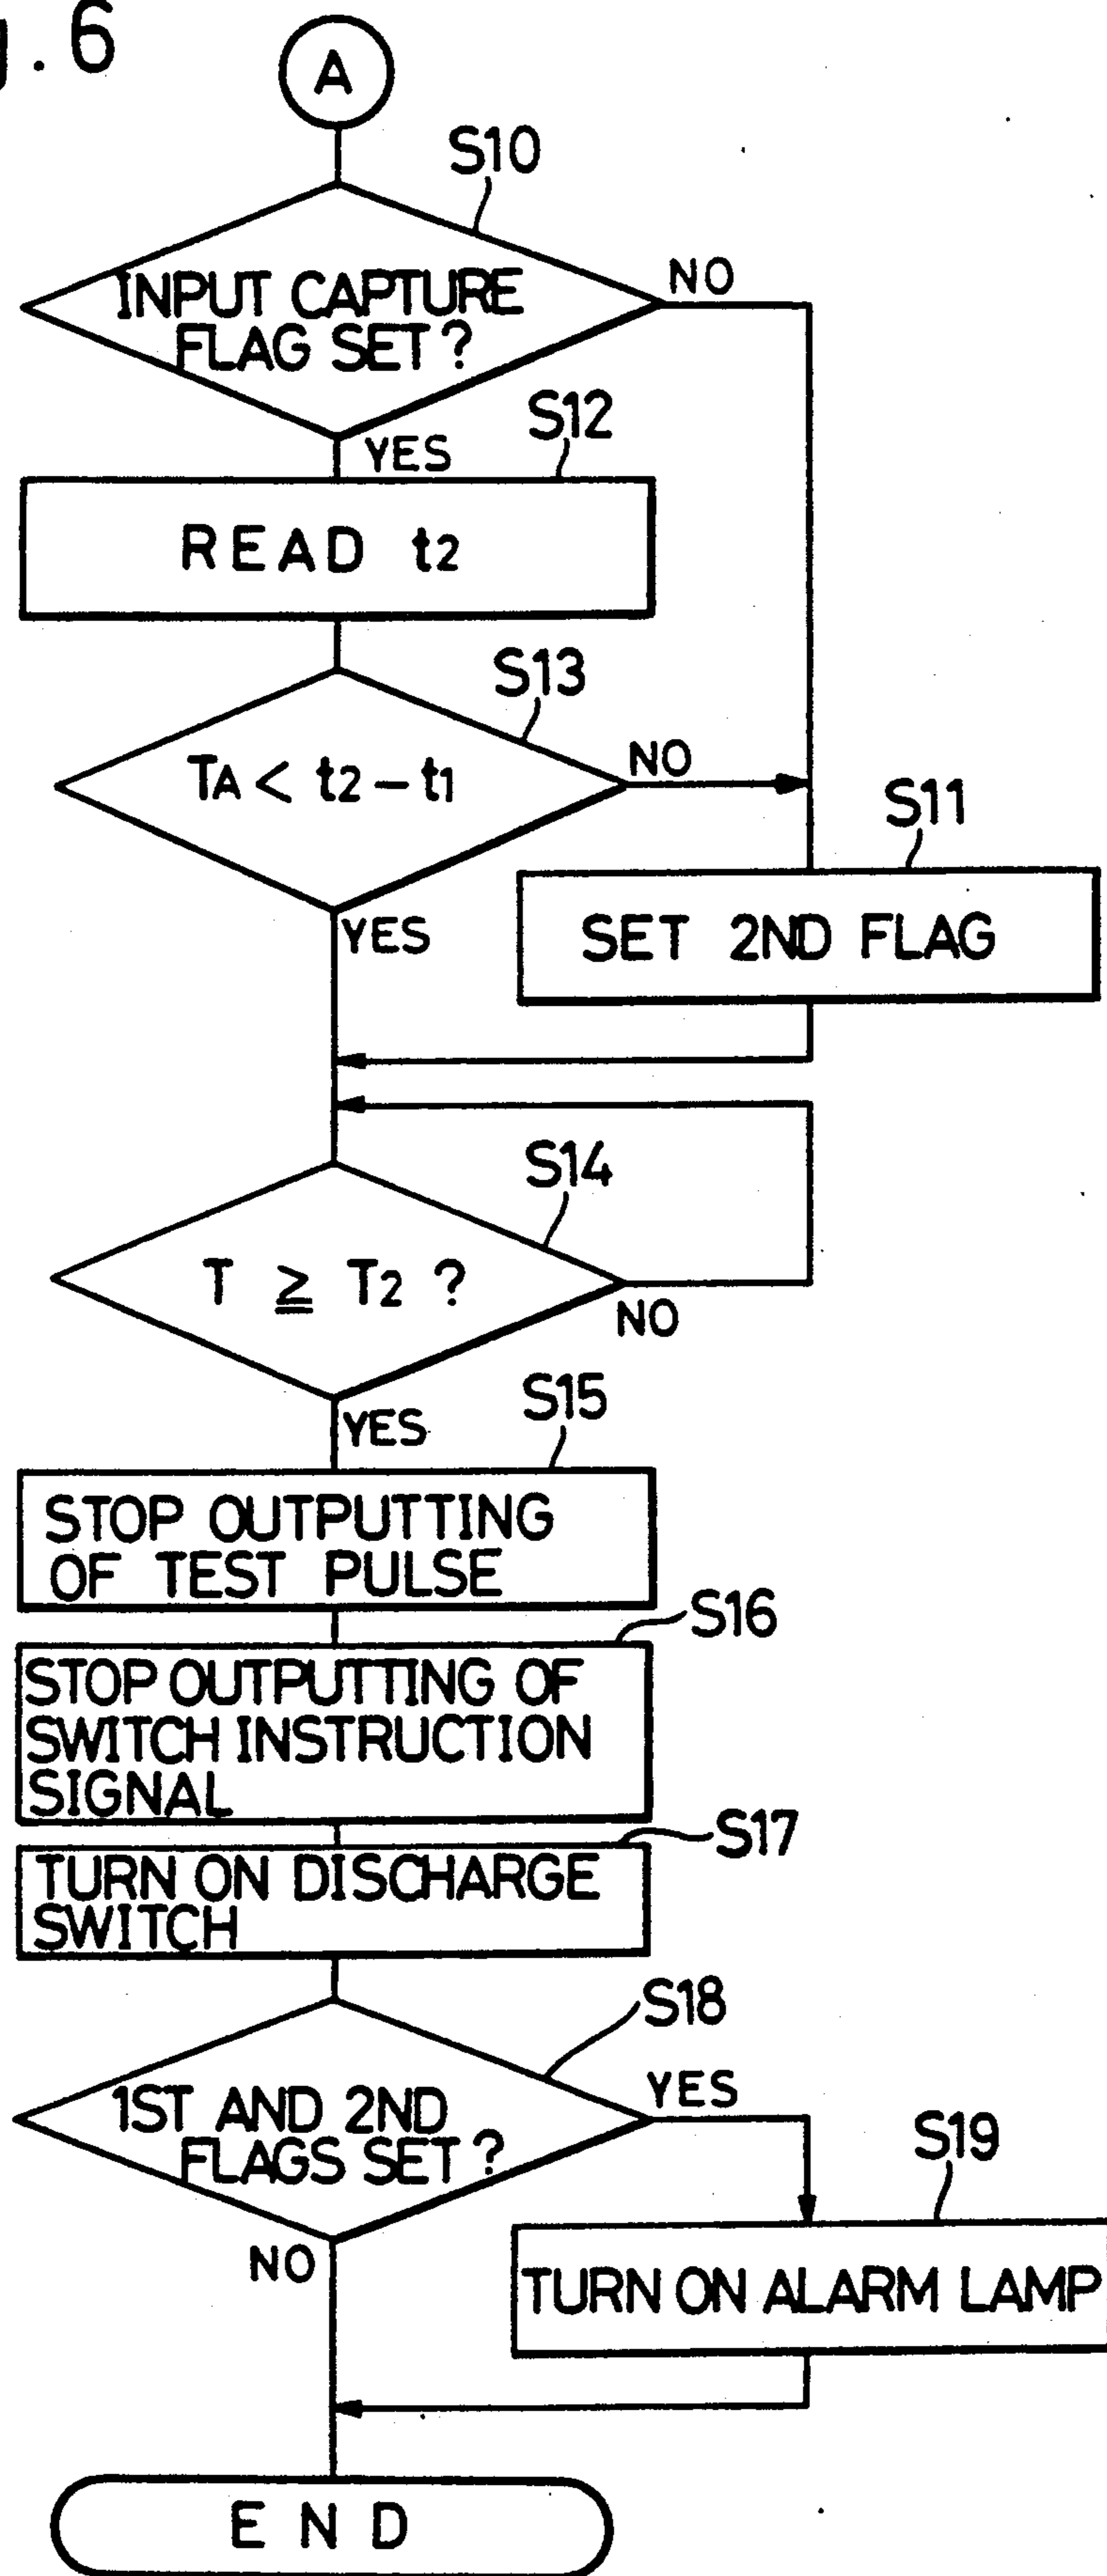 g. 6
A
S10
INPUT CAPTURE
FLAG SET ?
NO
YES
S12
READ t2
S13
TA < t2 – t1
NO
YES
S11
SET 2ND FLAG
S14
T ≧ T2 ?
NO
YES
S15
STOP OUTPUTTING
OF TEST PULSE
S16
STOP OUTPUTTING OF
SWITCH INSTRUCTION
SIGNAL
S17
TURN ON DISCHARGE
SWITCH
S18
1ST AND 2ND
FLAGS SET ?
YES
NO
S19
TURN ON ALARM LAMP
END